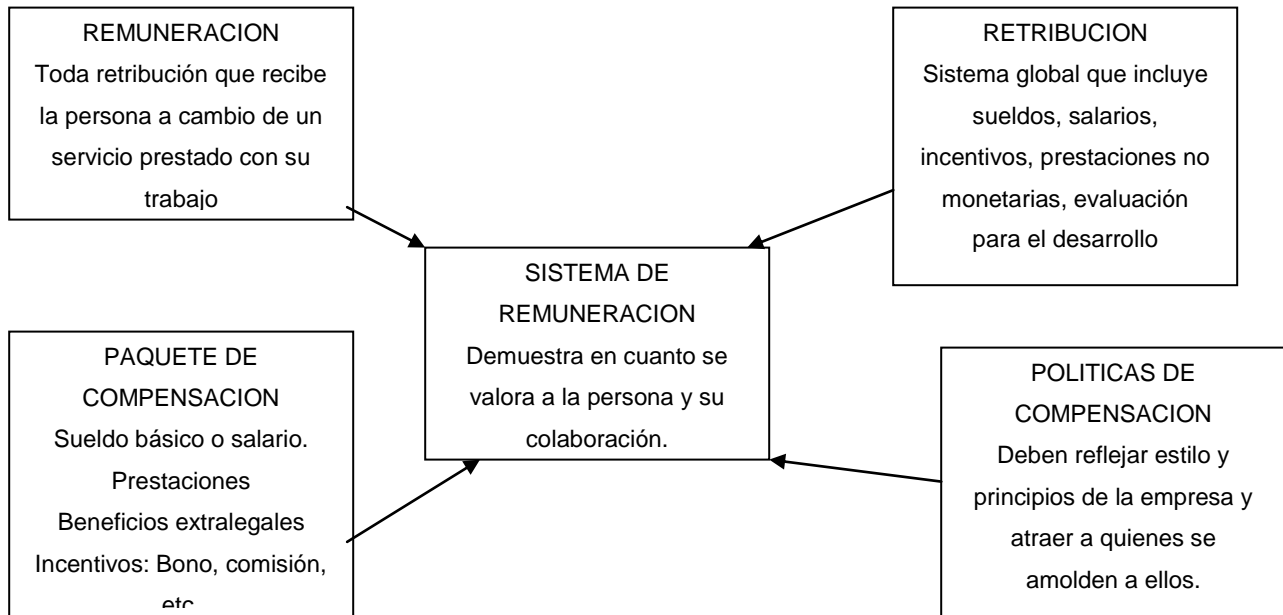 REMUNERACION
Toda retribución que recibe
la persona a cambio de un
servicio prestado con su
trabajo
RETRIBUCION
Sistema global que incluye
sueldos, salarios,
incentivos, prestaciones no
monetarias, evaluación
para el desarrollo
SISTEMA DE
REMUNERACION
Demuestra en cuanto se
valora a la persona y su
colaboración.
PAQUETE DE
COMPENSACION
Sueldo básico o salario.
Prestaciones
Beneficios extralegales
Incentivos: Bono, comisión,
etc
POLITICAS DE
COMPENSACION
Deben reflejar estilo y
principios de la empresa y
atraer a quienes se
amolden a ellos.